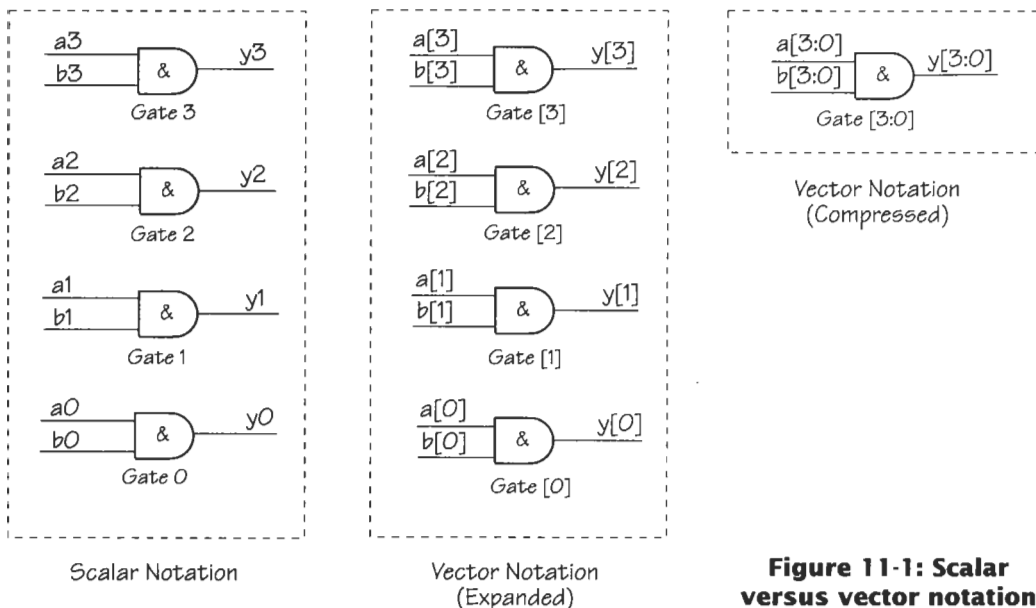 a3
b3
&
y3
Gate 3
a2
b2
&
y2
Gate 2
a1
b1
&
y1
Gate 1
a0
b0
&
y0
Gate 0
Scalar Notation
a[3]
b[3]
&
y[3]
Gate [3]
a[2]
b[2]
&
y[2]
Gate [2]
a[1]
b[1]
&
y[1]
Gate [1]
a[0]
b[0]
&
y[0]
Gate [0]
Vector Notation
(Expanded)
a[3:0]
b[3:0]
&
y[3:0]
Gate [3:0]
Vector Notation
(Compressed)
Figure 11-1: Scalar
versus vector notation